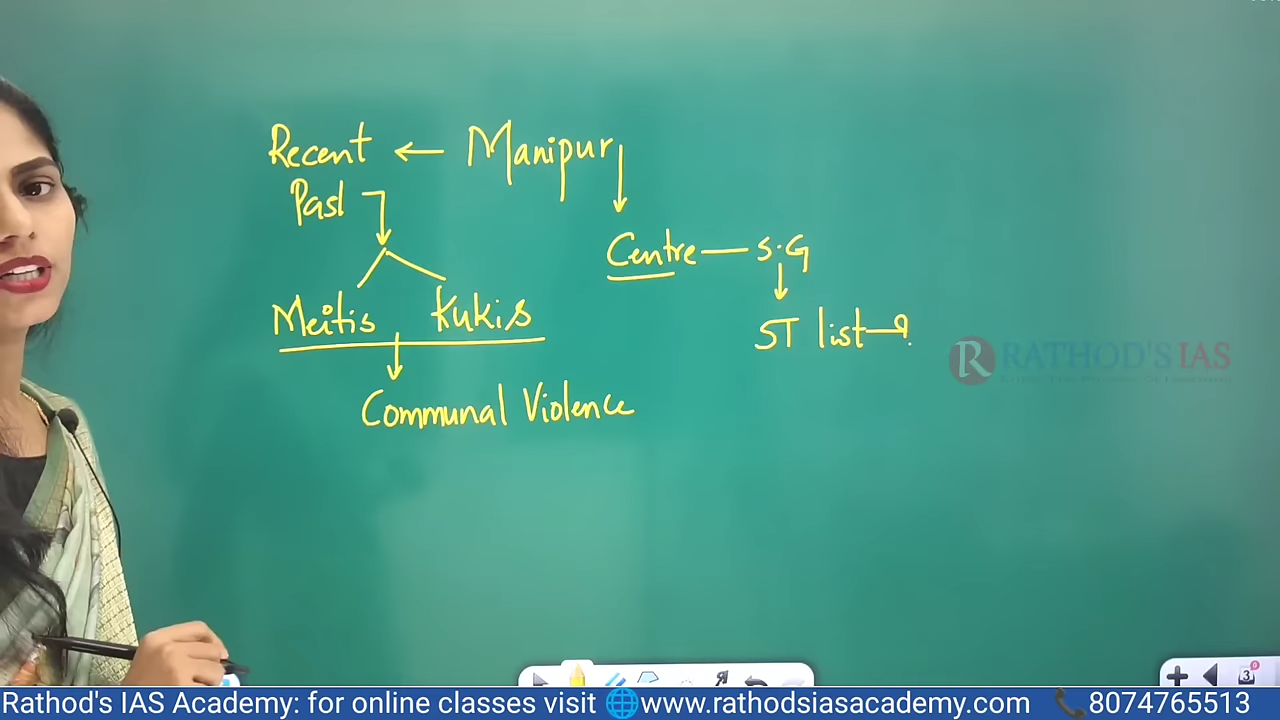 Recent ← Manipur
Past
Centre — S.G
Meitis Kukis
ST list — ?
Communal Violence
RATHOD'S IAS
3
Rathod's IAS Academy: for online classes visit www.rathodsiasacademy.com 8074765513